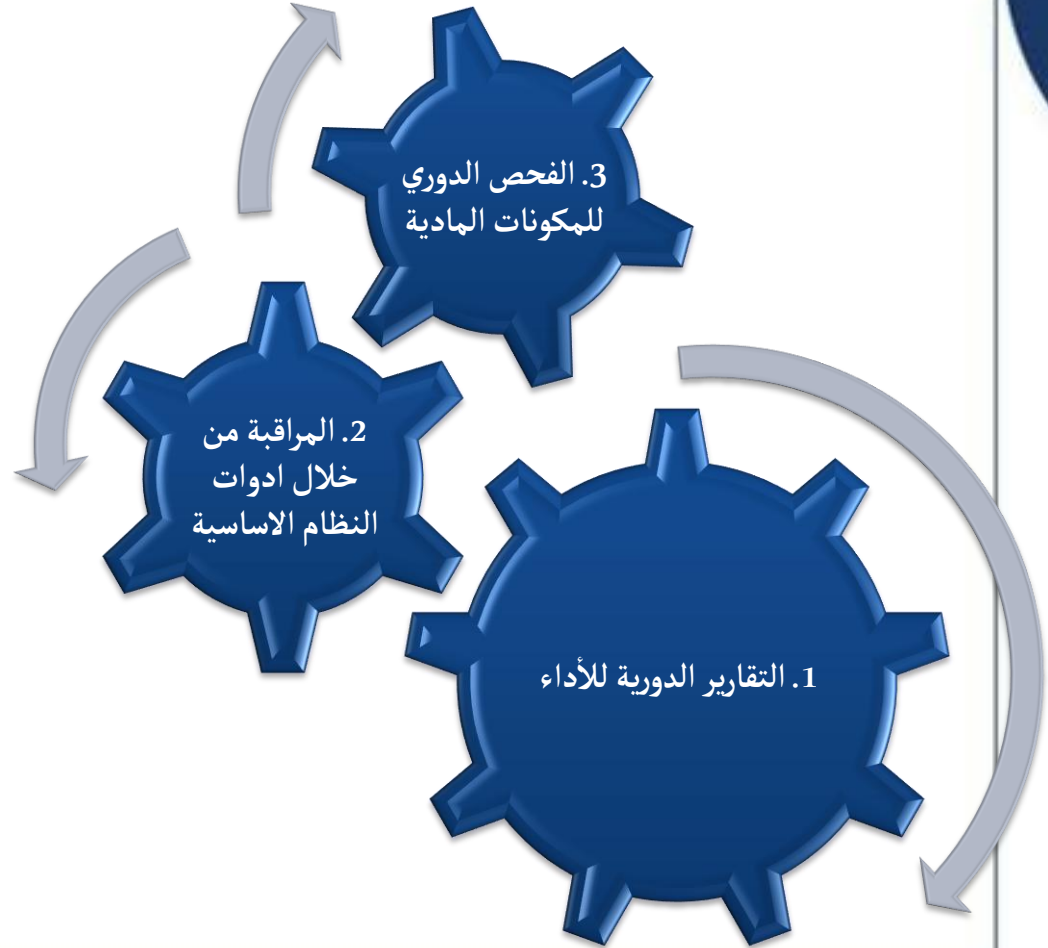 3. الفحص الدوري
للمكونات المادية
2. المراقبة من
خلال ادوات
النظام الاساسية
1. التقارير الدورية للأداء